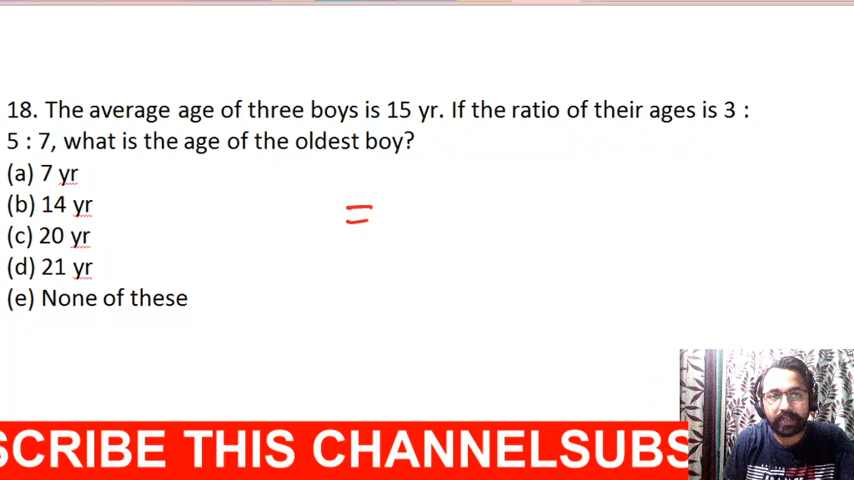 18. The average age of three boys is 15 yr. If the ratio of their ages is 3 :
5 : 7, what is the age of the oldest boy?
(a) 7 yr
(b) 14 yr
(c) 20 yr
(d) 21 yr
(e) None of these
=
SCRIBE THIS CHANNELSUBS